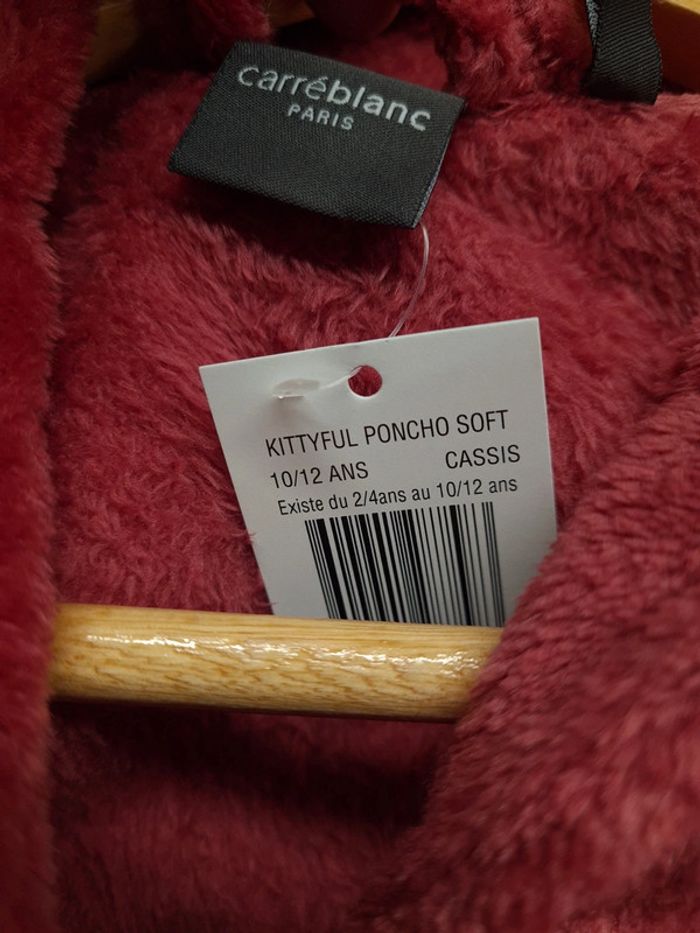 carréblanc
PARIS
KITTYFUL PONCHO SOFT
10/12 ANS CASSIS
Existe du 2/4ans au 10/12 ans